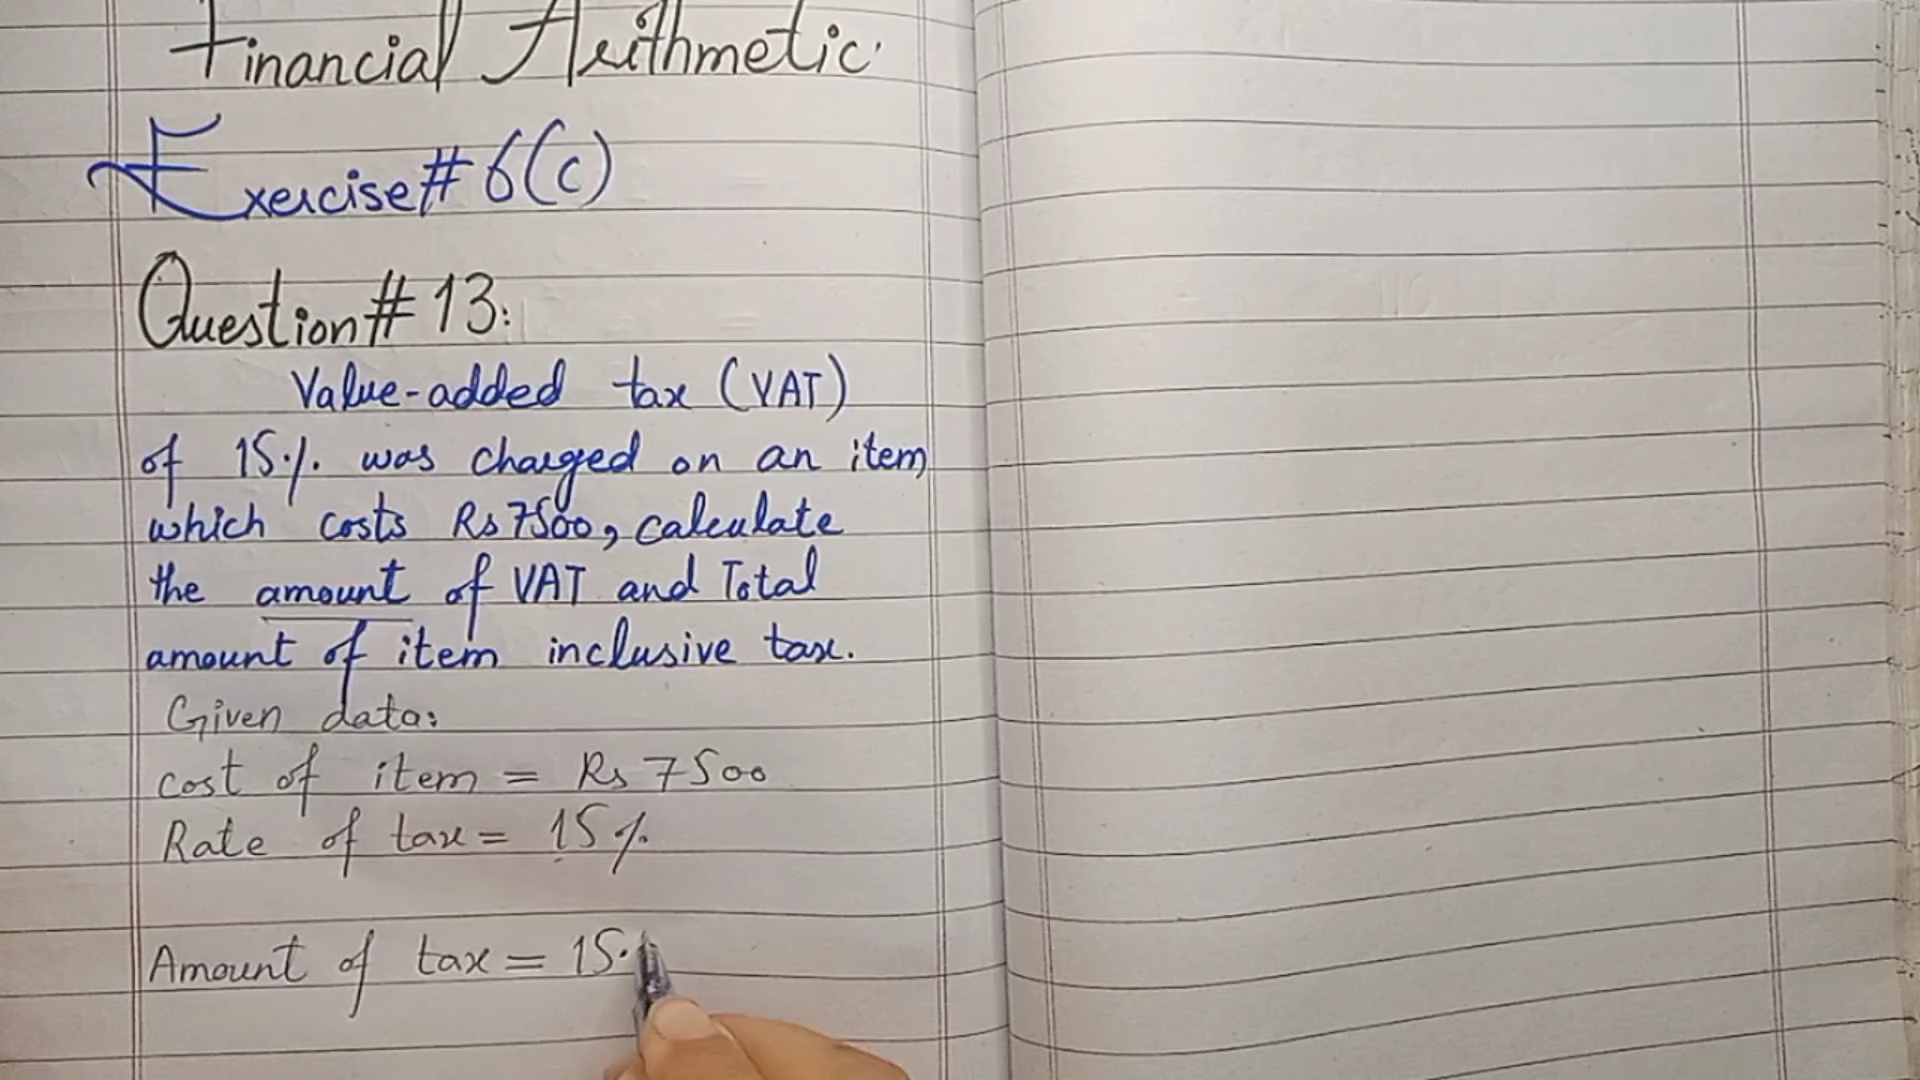 Financial Arithmetic.
Exercise# 6(c)
Question# 13:
Value-added tax (VAT)
of 15% was charged on an item
which costs Rs 7500, calculate
the amount of VAT and Total
amount of item inclusive tax.
Given data:
cost of item = Rs 7500
Rate of tax = 15%
Amount of tax = 15